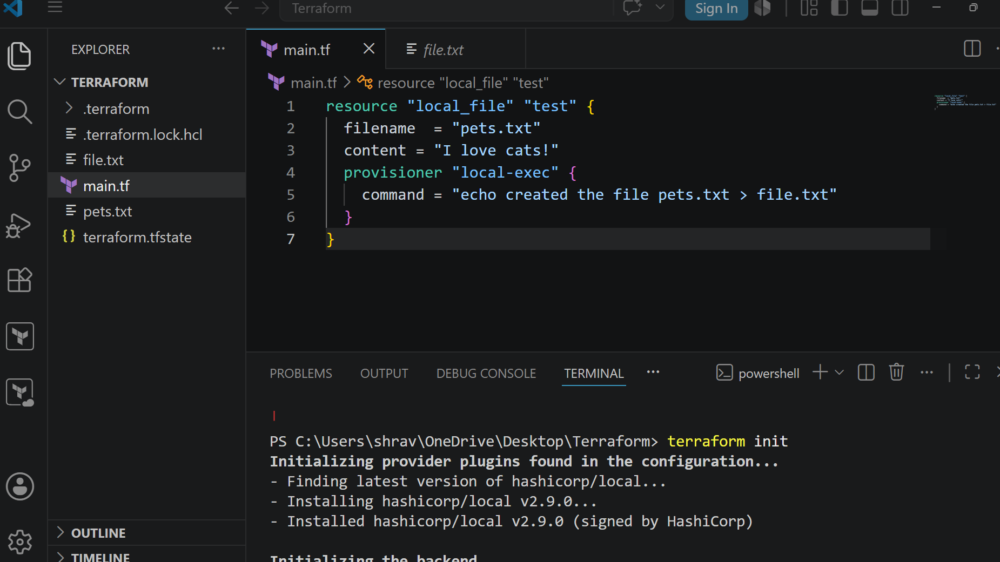 Terraform
Sign In
EXPLORER
TERRAFORM
.terraform
.terraform.lock.hcl
file.txt
main.tf
pets.txt
terraform.tfstate
OUTLINE
TIMELINE
main.tf
file.txt
main.tf > resource "local_file" "test"
1 resource "local_file" "test" {
2 filename  = "pets.txt"
3 content = "I love cats!"
4 provisioner "local-exec" {
5 command = "echo created the file pets.txt > file.txt"
6 }
7 }
PROBLEMS OUTPUT DEBUG CONSOLE TERMINAL
powershell
PS C:\Users\shrav\OneDrive\Desktop\Terraform> terraform init
Initializing provider plugins found in the configuration...
- Finding latest version of hashicorp/local...
- Installing hashicorp/local v2.9.0...
- Installed hashicorp/local v2.9.0 (signed by HashiCorp)
Initializing the backend